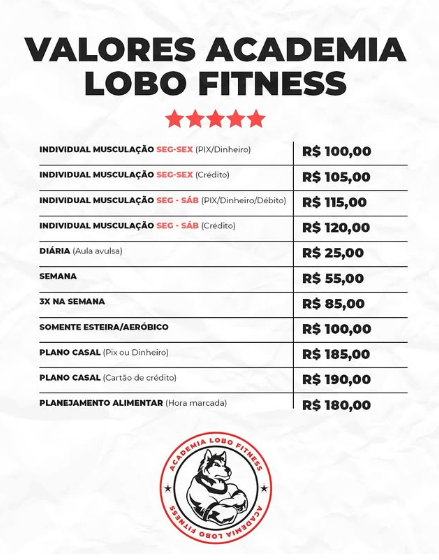 VALORES ACADEMIA
LOBO FITNESS
INDIVIDUAL MUSCULAÇÃO SEG-SEX (PIX/Dinheiro) R$ 100,00
INDIVIDUAL MUSCULAÇÃO SEG-SEX (Crédito) R$ 105,00
INDIVIDUAL MUSCULAÇÃO SEG - SÁB (PIX/Dinheiro/Débito) R$ 115,00
INDIVIDUAL MUSCULAÇÃO SEG - SÁB (Crédito) R$ 120,00
DIÁRIA (Aula avulsa) R$ 25,00
SEMANA R$ 55,00
3X NA SEMANA R$ 85,00
SOMENTE ESTEIRA/AERÓBICO R$ 100,00
PLANO CASAL (Pix ou Dinheiro) R$ 185,00
PLANO CASAL (Cartão de crédito) R$ 190,00
PLANEJAMENTO ALIMENTAR (Hora marcada) R$ 180,00
ACADEMIA LOBO FITNESS
ACADEMIA LOBO FITNESS